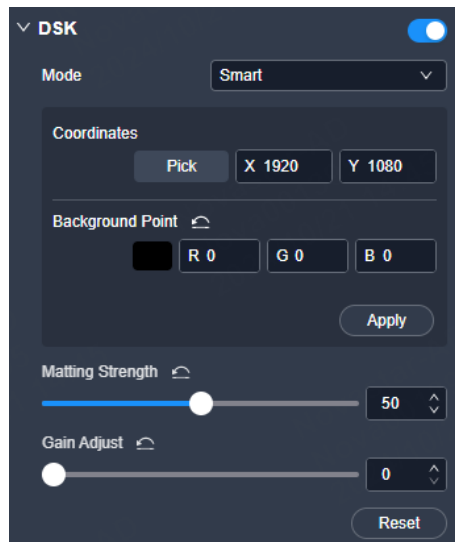 DSK
Mode Smart
Coordinates
Pick X 1920 Y 1080
Background Point
R 0 G 0 B 0
Apply
Matting Strength
50
Gain Adjust
0
Reset